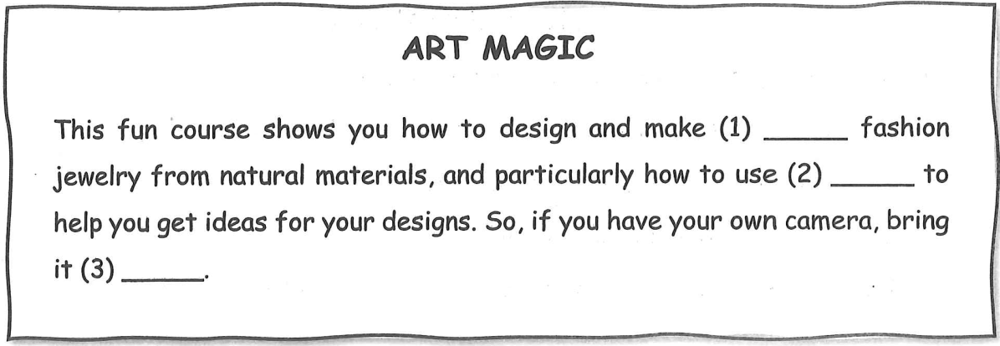 ART MAGIC
This fun course shows you how to design and make (1) ______ fashion
jewelry from natural materials, and particularly how to use (2) ______ to
help you get ideas for your designs. So, if you have your own camera, bring
it (3) ______.